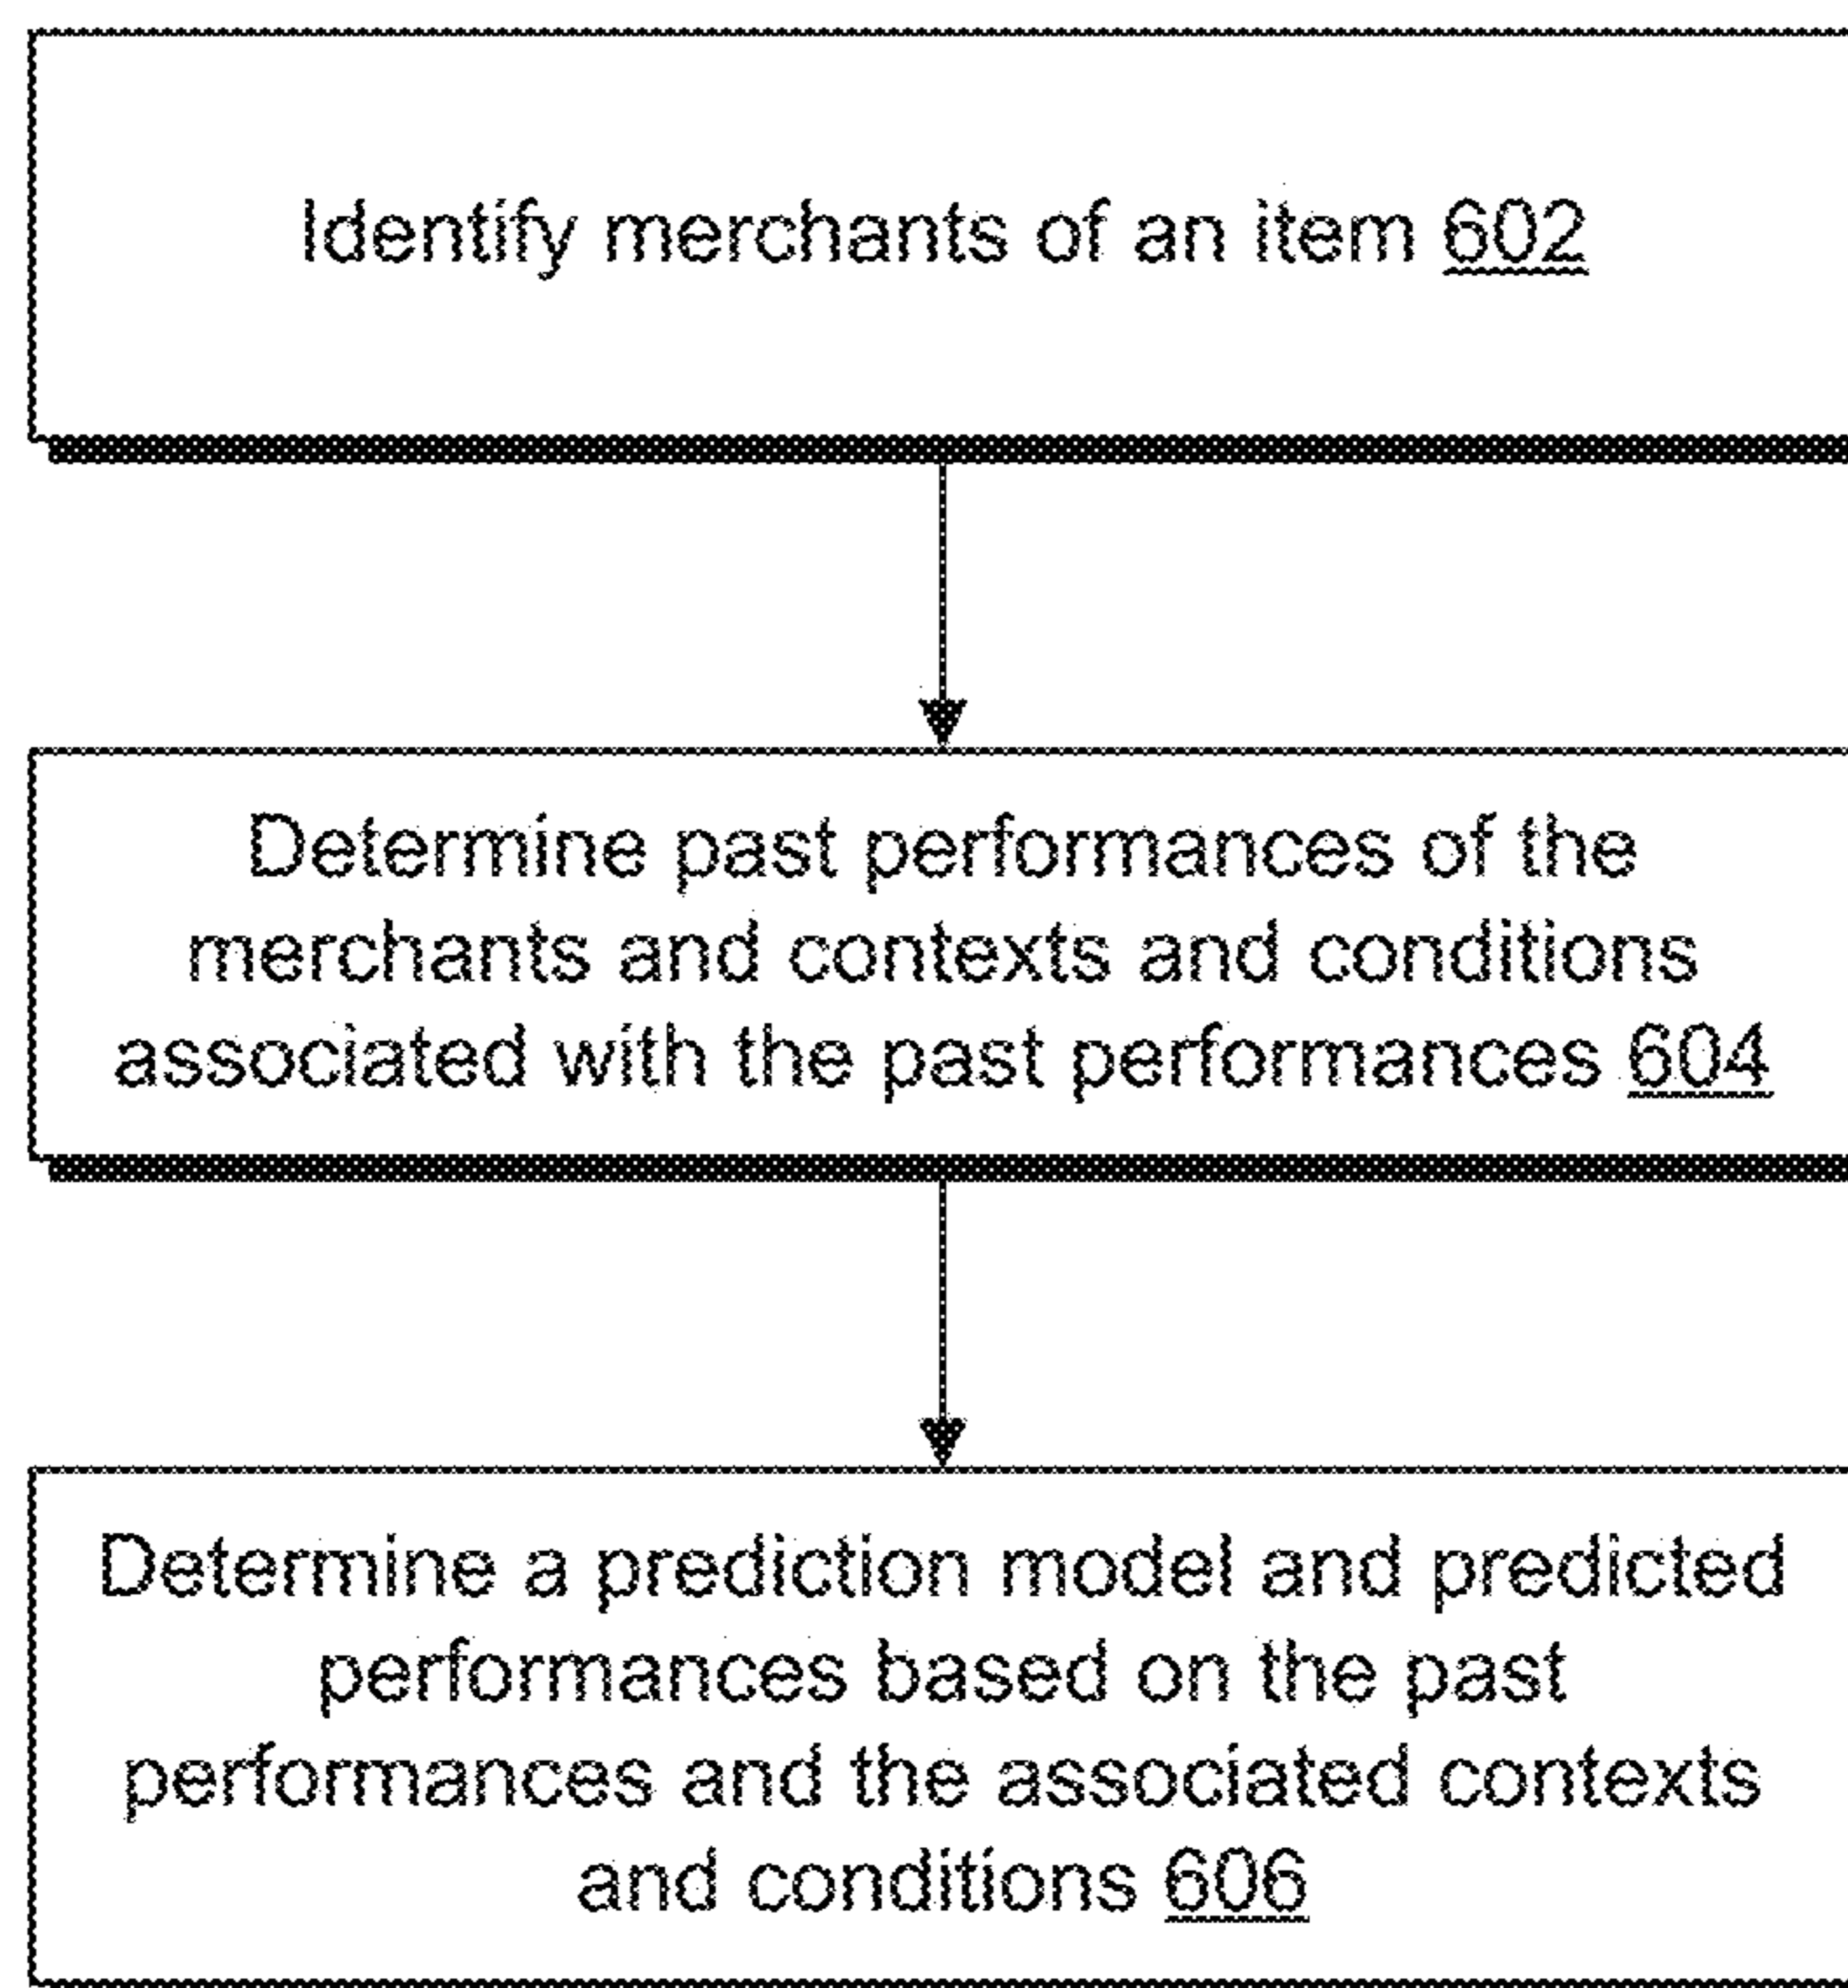 Identify merchants of an item 602
Determine past performances of the
merchants and contexts and conditions
associated with the past performances 604
Determine a prediction model and predicted
performances based on the past
performances and the associated contexts
and conditions 606